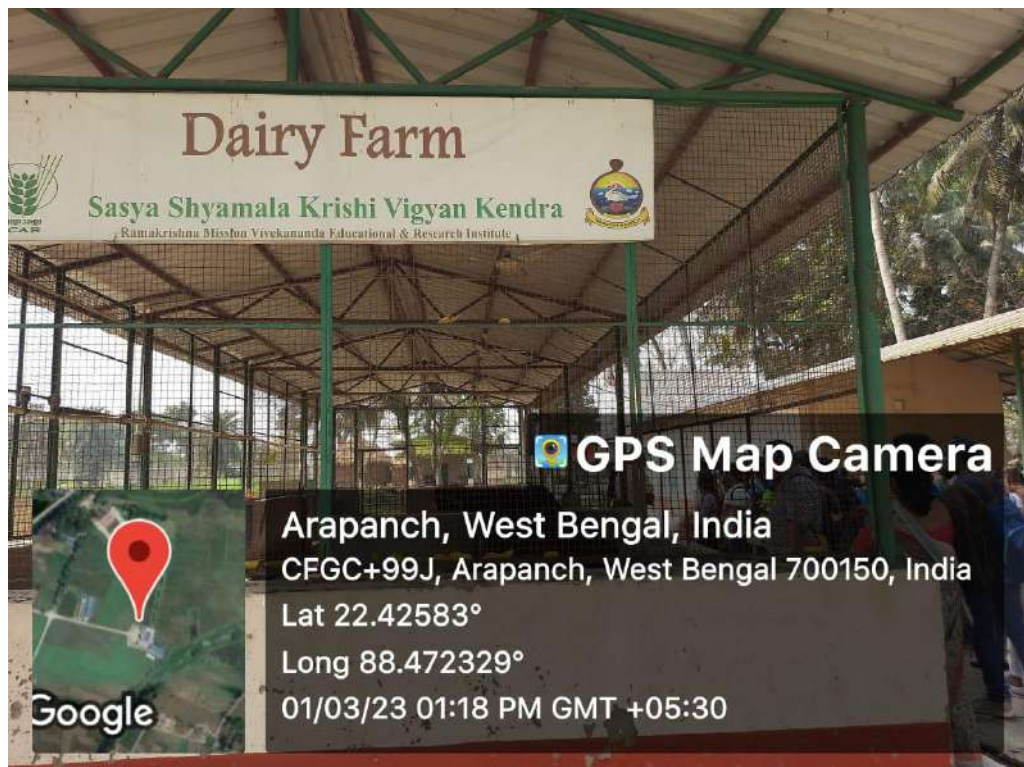 Dairy Farm
Sasya Shyamala Krishi Vigyan Kendra
Ramakrishna Mission Vivekananda Educational & Research Institute
CAR
GPS Map Camera
Arapanch, West Bengal, India
CFGC+99J, Arapanch, West Bengal 700150, India
Lat 22.42583°
Long 88.472329°
01/03/23 01:18 PM GMT +05:30
Google